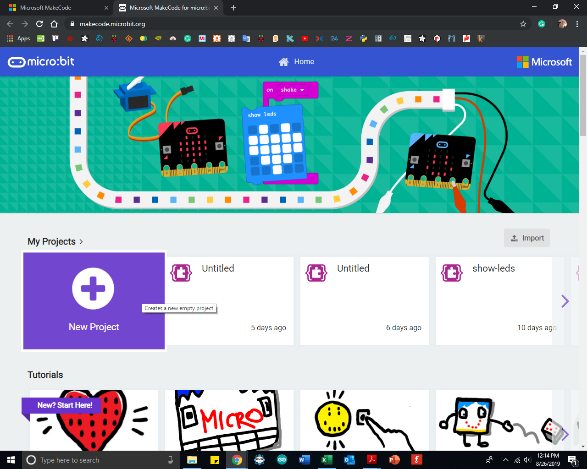 Microsoft MakeCode
Microsoft MakeCode for micro:bit
makecode.microbit.org
Apps
micro:bit
Home
Microsoft
on shake
show leds
My Projects
Import
New Project
Creates a new empty project
Untitled
5 days ago
Untitled
6 days ago
show-leds
10 days ago
Tutorials
New? Start Here!
MICRO
Type here to search
12:14 PM
8/26/2019